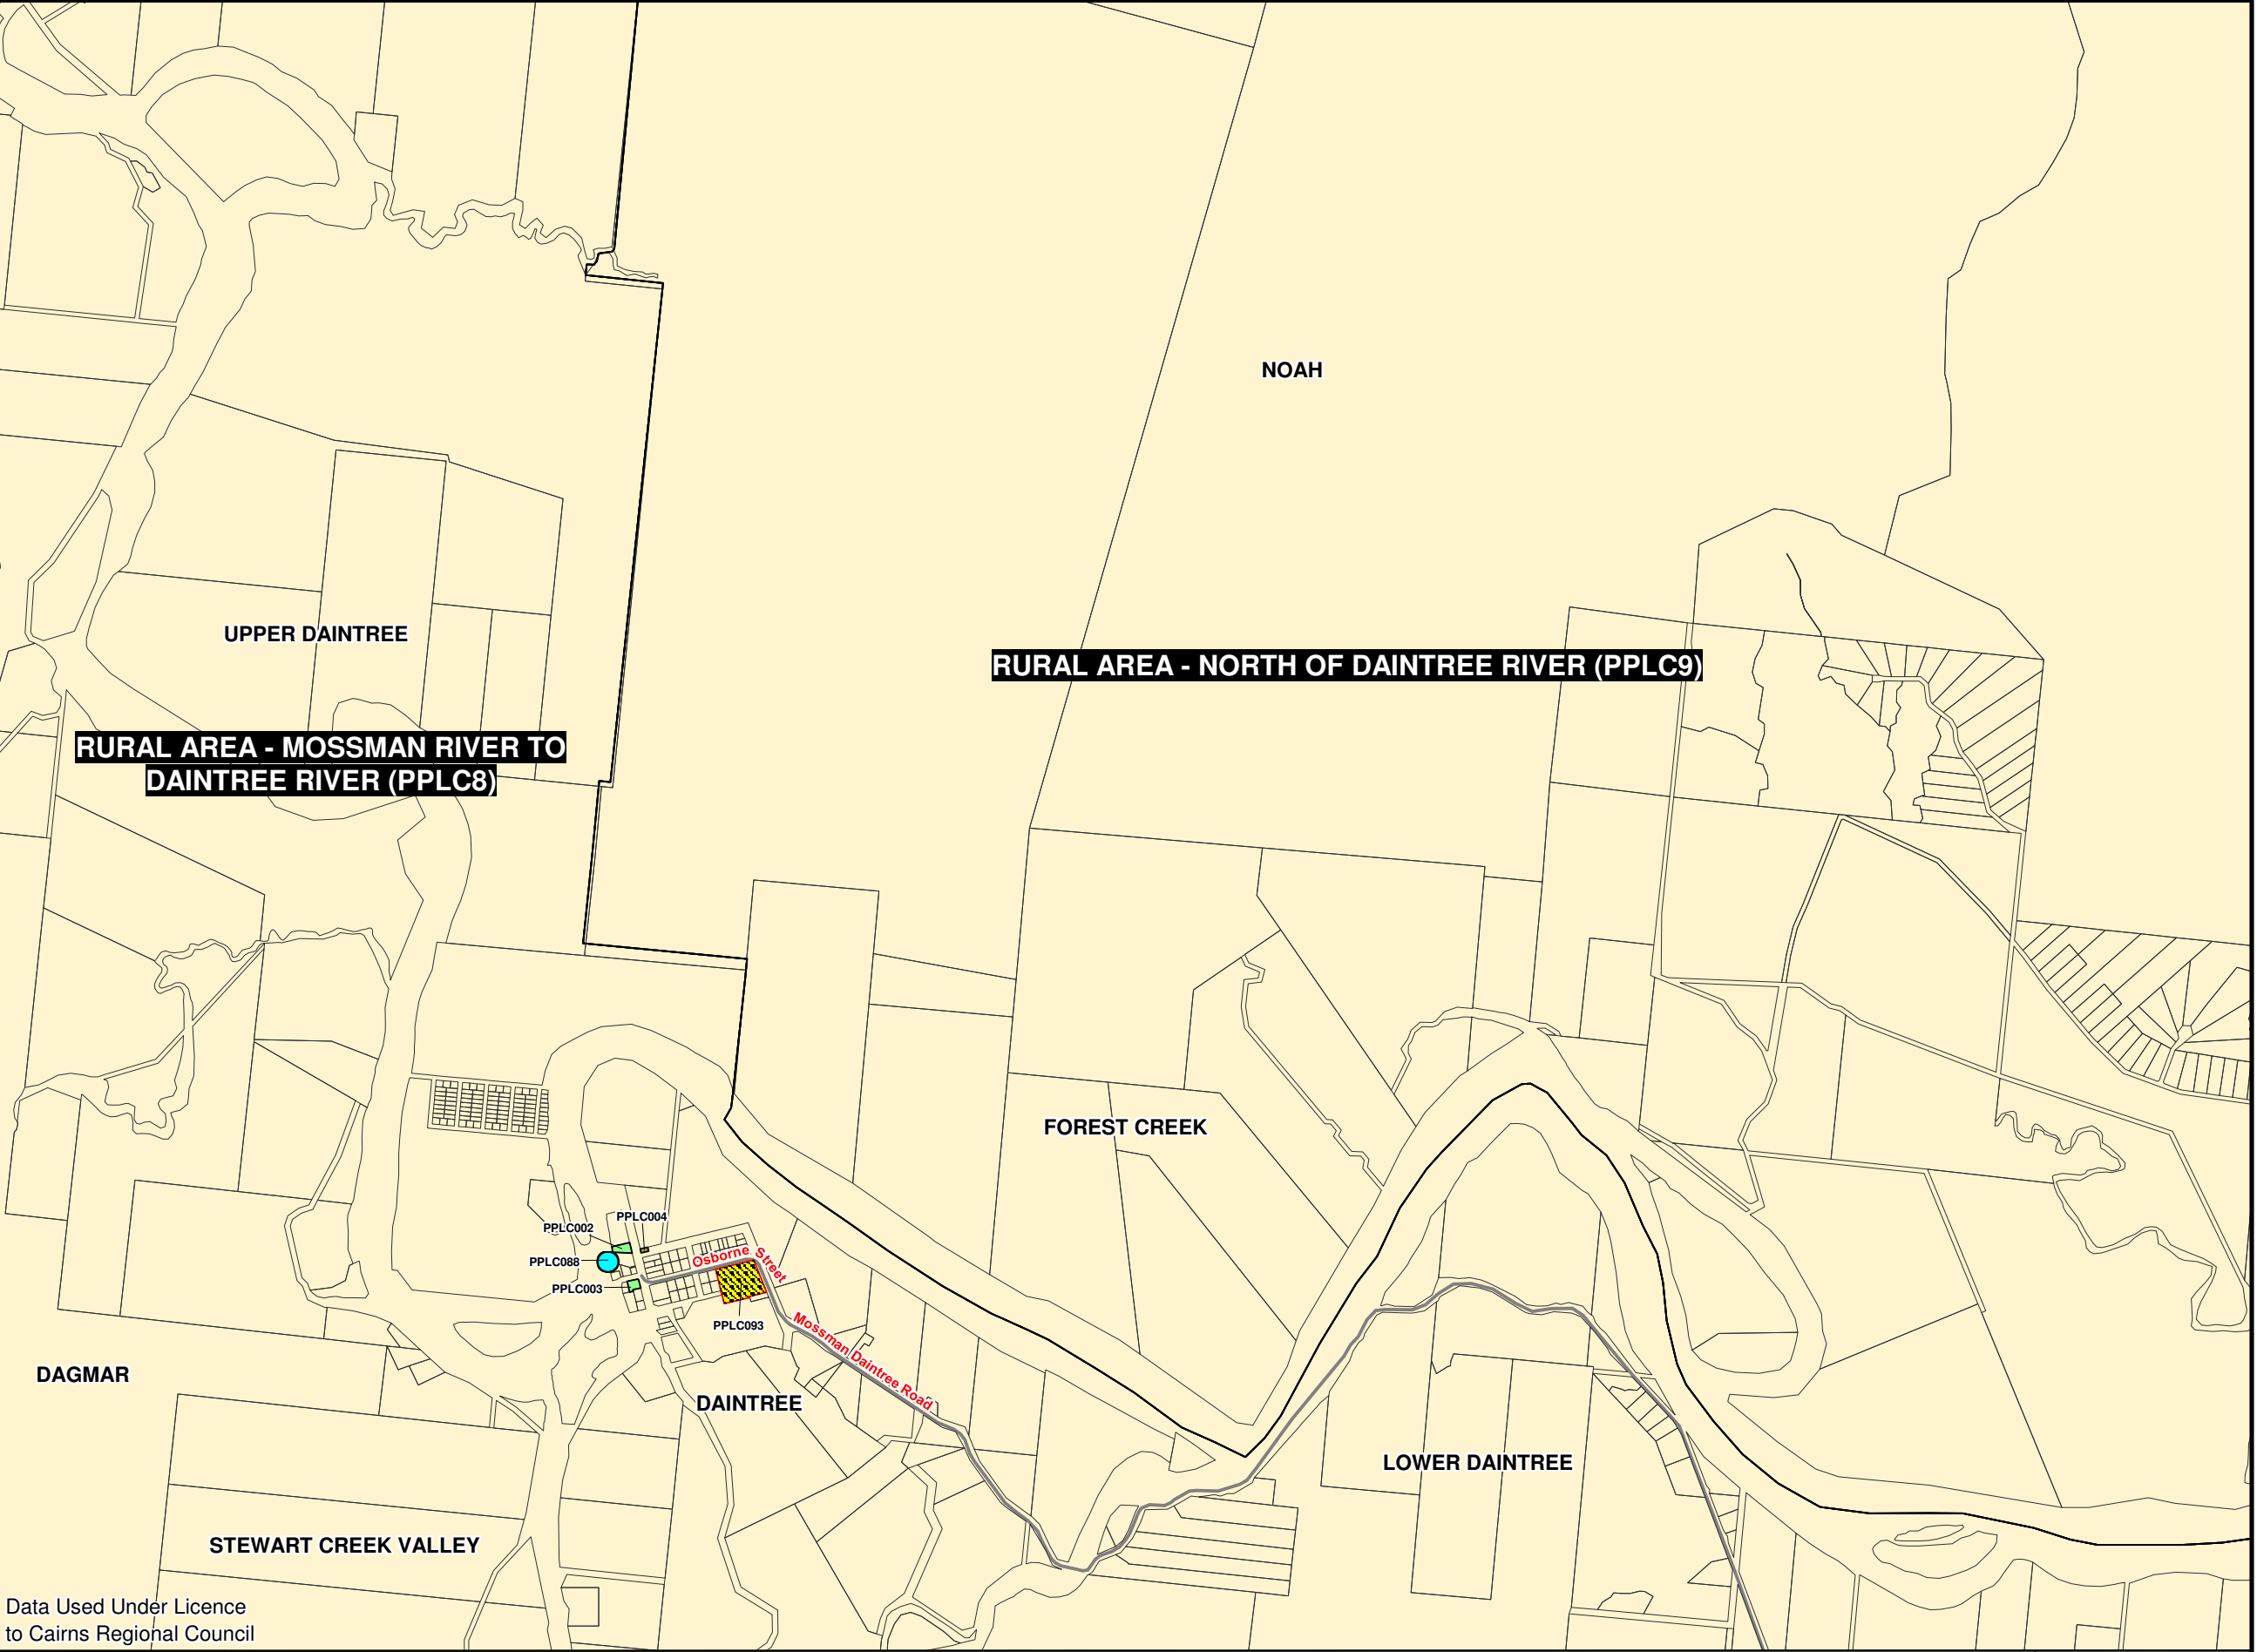 NOAH
UPPER DAINTREE
RURAL AREA - NORTH OF DAINTREE RIVER (PPLC9)
RURAL AREA - MOSSMAN RIVER TO
DAINTREE RIVER (PPLC8)
FOREST CREEK
PPLC004
PPLC002
PPLC088
Osborne Street
PPLC003
PPLC093
Mossman Daintree Road
DAGMAR
DAINTREE
LOWER DAINTREE
STEWART CREEK VALLEY
Data Used Under Licence
to Cairns Regional Council